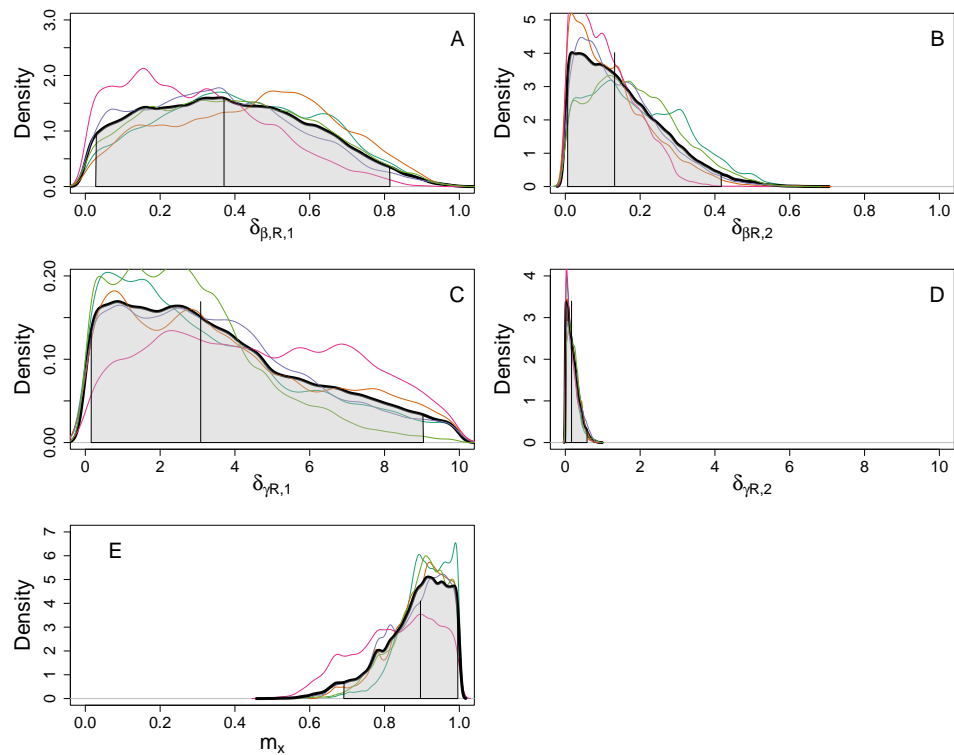 A
Density
0.0 1.0 2.0 3.0
0.0 0.2 0.4 0.6 0.8 1.0
δβ,R,1
B
Density
0 1 2 3 4 5
0.0 0.2 0.4 0.6 0.8 1.0
δβR,2
C
Density
0.00 0.10 0.20
0 2 4 6 8 10
δγR,1
D
Density
0 1 2 3 4
0 2 4 6 8 10
δγR,2
E
Density
0 1 2 3 4 5 6 7
0.0 0.2 0.4 0.6 0.8 1.0
mx